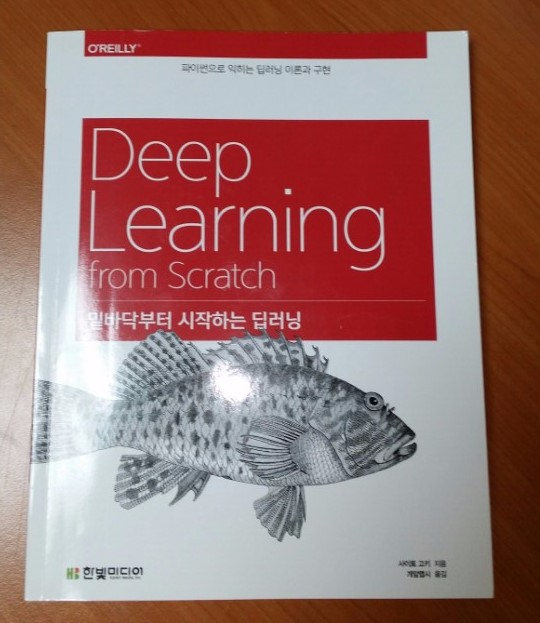 O'REILLY®
파이썬으로 익히는 딥러닝 이론과 구현
Deep
Learning
from Scratch
밑바닥부터 시작하는 딥러닝
한빛미디어
사이토 고키 지음
개앞맵시 옮김